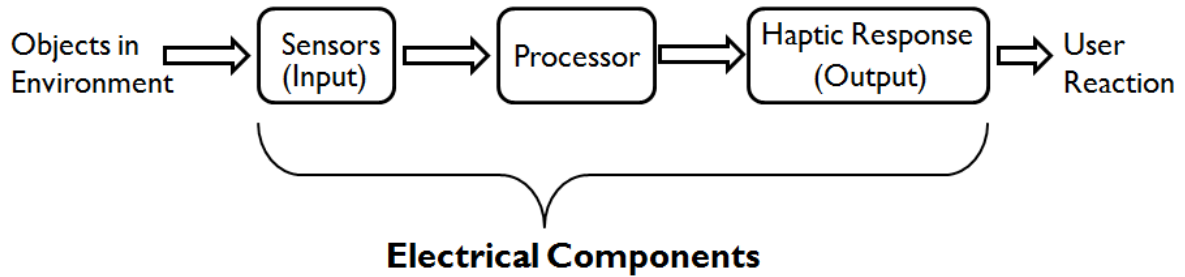 Objects in
Environment
Sensors
(Input)
Processor
Haptic Response
(Output)
User
Reaction
Electrical Components